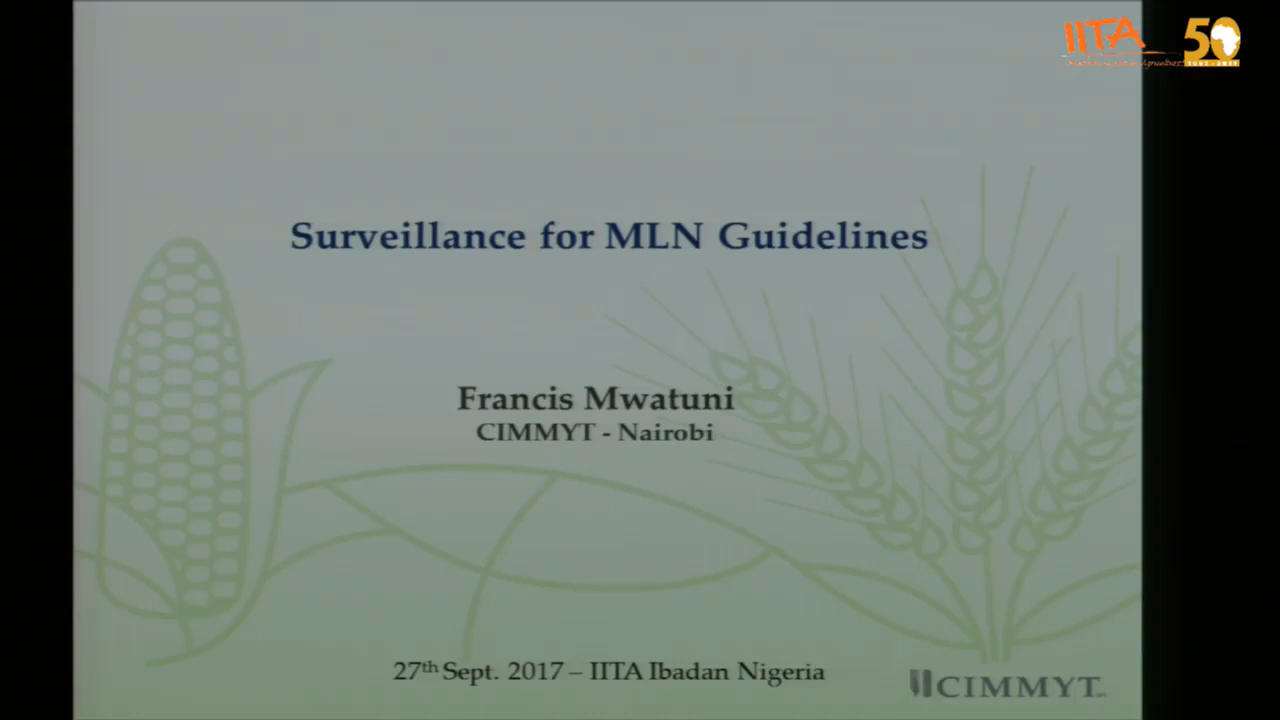 IITA 50
Surveillance for MLN Guidelines
Francis Mwatuni
CIMMYT - Nairobi
27th Sept. 2017 – IITA Ibadan Nigeria
CIMMYT